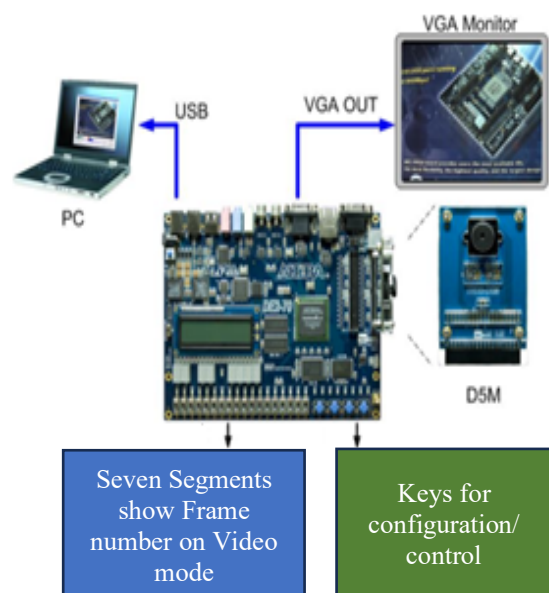 VGA Monitor
USB
VGA OUT
PC
D5M
Seven Segments
show Frame
number on Video
mode
Keys for
configuration/
control